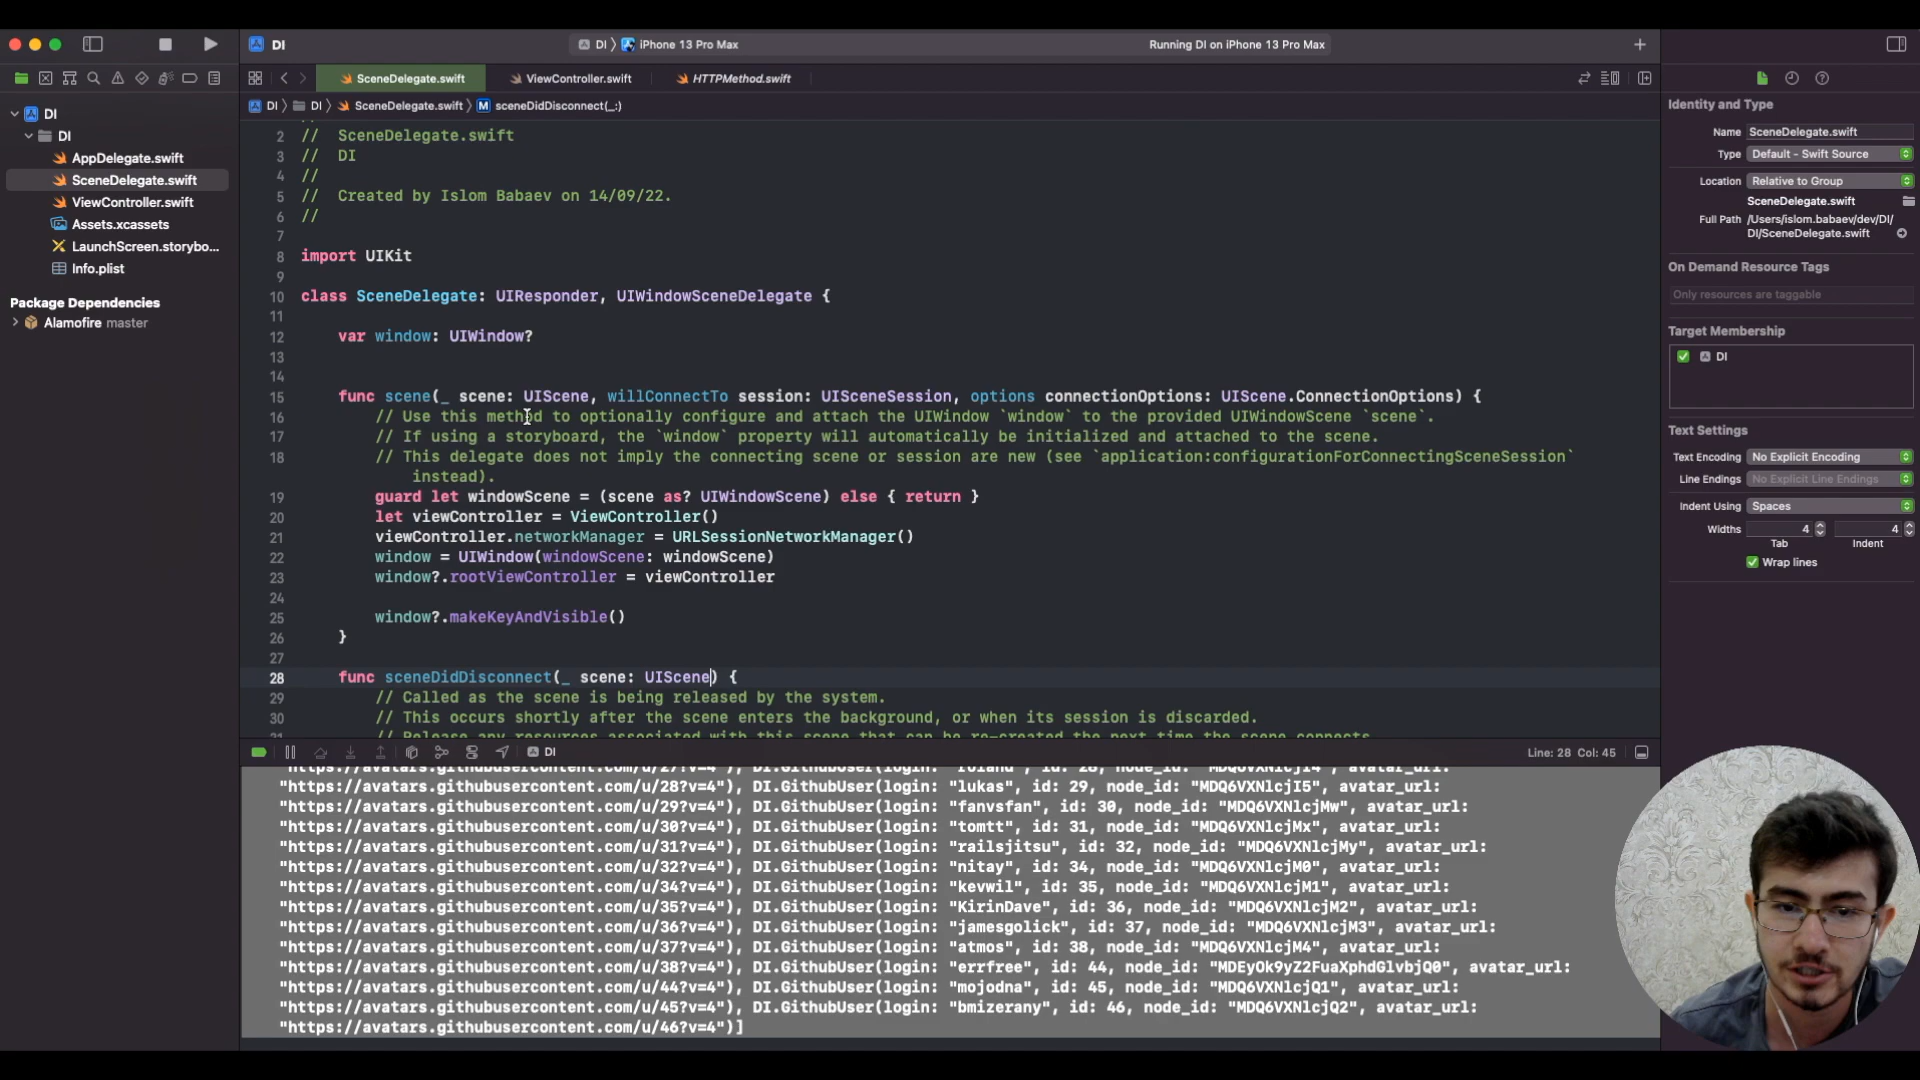 DI
DI
iPhone 13 Pro Max
Running DI on iPhone 13 Pro Max
SceneDelegate.swift
ViewController.swift
HTTPMethod.swift
DI
DI
SceneDelegate.swift
M
sceneDidDisconnect(_:)
DI
DI
AppDelegate.swift
SceneDelegate.swift
ViewController.swift
Assets.xcassets
LaunchScreen.storybo...
Info.plist
Package Dependencies
Alamofire master
2 //  SceneDelegate.swift
3 //  DI
4 //
5 //  Created by Islom Babaev on 14/09/22.
6 //
7
8 import UIKit
9
10 class SceneDelegate: UIResponder, UIWindowSceneDelegate {
11
12     var window: UIWindow?
13
14
15     func scene(_ scene: UIScene, willConnectTo session: UISceneSession, options connectionOptions: UIScene.ConnectionOptions) {
16         // Use this method to optionally configure and attach the UIWindow `window` to the provided UIWindowScene `scene`.
17         // If using a storyboard, the `window` property will automatically be initialized and attached to the scene.
18         // This delegate does not imply the connecting scene or session are new (see `application:configurationForConnectingSceneSession`
instead).
19         guard let windowScene = (scene as? UIWindowScene) else { return }
20         let viewController = ViewController()
21         viewController.networkManager = URLSessionNetworkManager()
22         window = UIWindow(windowScene: windowScene)
23         window?.rootViewController = viewController
24
25         window?.makeKeyAndVisible()
26     }
27
28     func sceneDidDisconnect(_ scene: UIScene) {
29         // Called as the scene is being released by the system.
30         // This occurs shortly after the scene enters the background, or when its session is discarded.
31         // Release any resources associated with this scene that can be re-created the next time the scene connects.
DI
Line: 28 Col: 45
"https://avatars.githubusercontent.com/u/27?v=4"), DI.GithubUser(login: "roland", id: 28, node_id: "MDQ6VXNlcjI4", avatar_url:
"https://avatars.githubusercontent.com/u/28?v=4"), DI.GithubUser(login: "lukas", id: 29, node_id: "MDQ6VXNlcjI5", avatar_url:
"https://avatars.githubusercontent.com/u/29?v=4"), DI.GithubUser(login: "fanvsfan", id: 30, node_id: "MDQ6VXNlcjMw", avatar_url:
"https://avatars.githubusercontent.com/u/30?v=4"), DI.GithubUser(login: "tomtt", id: 31, node_id: "MDQ6VXNlcjMx", avatar_url:
"https://avatars.githubusercontent.com/u/31?v=4"), DI.GithubUser(login: "railsjitsu", id: 32, node_id: "MDQ6VXNlcjMy", avatar_url:
"https://avatars.githubusercontent.com/u/32?v=4"), DI.GithubUser(login: "nitay", id: 34, node_id: "MDQ6VXNlcjM0", avatar_url:
"https://avatars.githubusercontent.com/u/34?v=4"), DI.GithubUser(login: "kevwil", id: 35, node_id: "MDQ6VXNlcjM1", avatar_url:
"https://avatars.githubusercontent.com/u/35?v=4"), DI.GithubUser(login: "KirinDave", id: 36, node_id: "MDQ6VXNlcjM2", avatar_url:
"https://avatars.githubusercontent.com/u/36?v=4"), DI.GithubUser(login: "jamesgolick", id: 37, node_id: "MDQ6VXNlcjM3", avatar_url:
"https://avatars.githubusercontent.com/u/37?v=4"), DI.GithubUser(login: "atmos", id: 38, node_id: "MDQ6VXNlcjM4", avatar_url:
"https://avatars.githubusercontent.com/u/38?v=4"), DI.GithubUser(login: "errfree", id: 44, node_id: "MDEyOk9yZ2FuaXphdGlvbjQ0", avatar_url:
"https://avatars.githubusercontent.com/u/44?v=4"), DI.GithubUser(login: "mojodna", id: 45, node_id: "MDQ6VXNlcjQ1", avatar_url:
"https://avatars.githubusercontent.com/u/45?v=4"), DI.GithubUser(login: "bmizerany", id: 46, node_id: "MDQ6VXNlcjQ2", avatar_url:
"https://avatars.githubusercontent.com/u/46?v=4")]
Identity and Type
Name SceneDelegate.swift
Type Default - Swift Source
Location Relative to Group
SceneDelegate.swift
Full Path /Users/islom.babaev/dev/DI/
DI/SceneDelegate.swift
On Demand Resource Tags
Only resources are taggable
Target Membership
DI
Text Settings
Text Encoding No Explicit Encoding
Line Endings No Explicit Line Endings
Indent Using Spaces
Widths 4 4
Tab Indent
Wrap lines